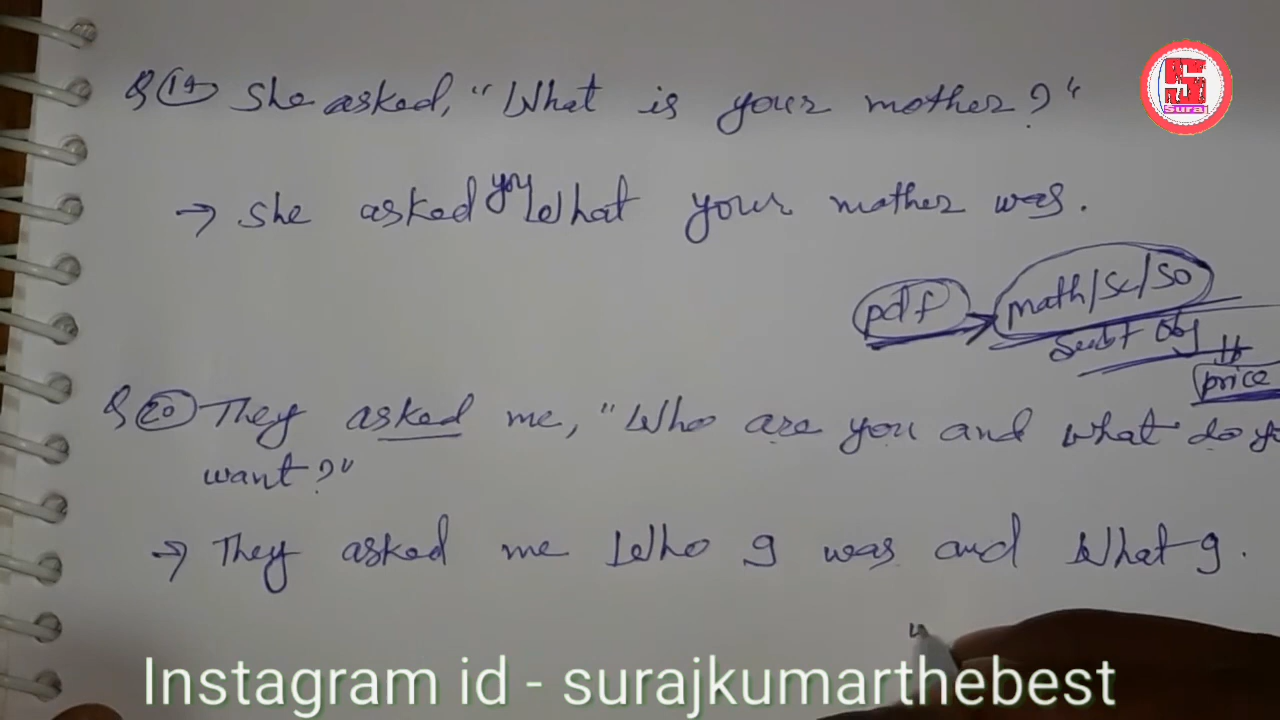 Q 19 She asked, "What is your mother?"
S
Suraj
→ She asked you What your mother was.
pdf → math/Sc/So
Sub+Obj
price
Q 20 They asked me, "Who are you and what do y
want?"
→ They asked me Who I was and What I.
w
Instagram id - surajkumarthebest